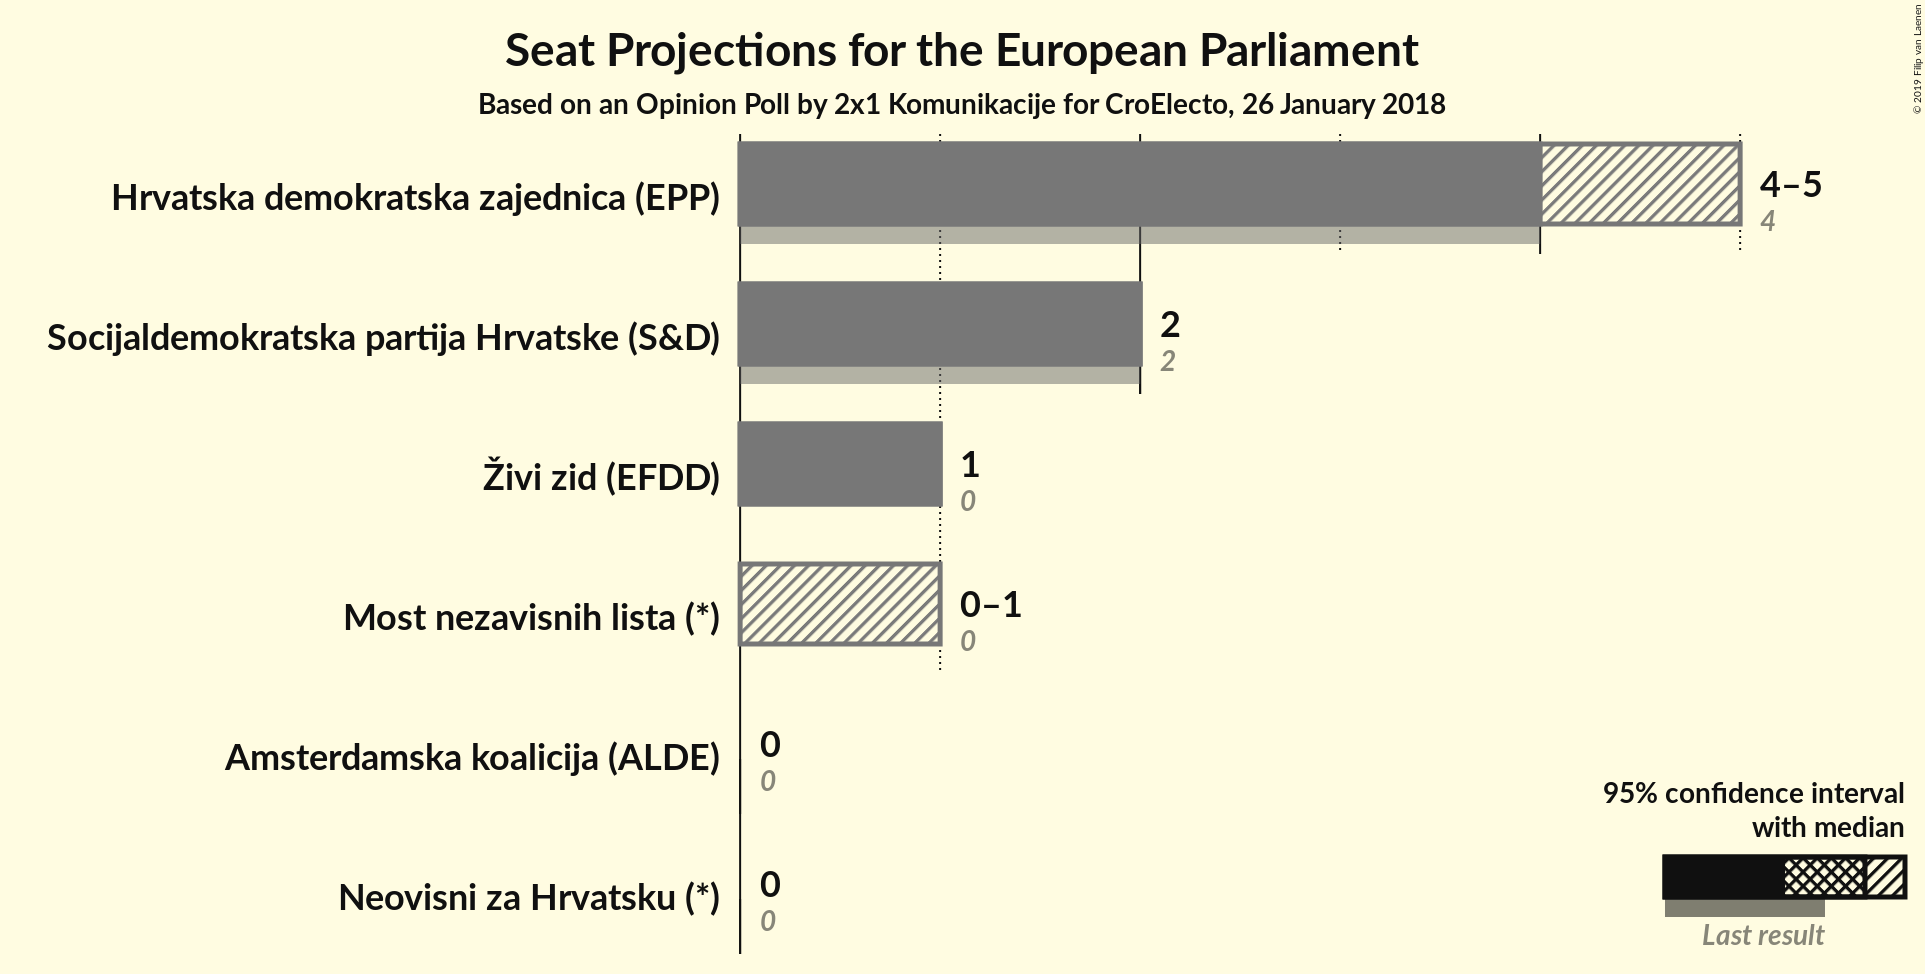 Seat Projections for the European Parliament
Based on an Opinion Poll by 2x1 Komunikacije for CroElecto, 26 January 2018
© 2019 Filip van Laenen
Hrvatska demokratska zajednica (EPP)
4–5
4
Socijaldemokratska partija Hrvatske (S&D)
2
2
Živi zid (EFDD)
1
0
Most nezavisnih lista (*)
0–1
0
Amsterdamska koalicija (ALDE)
0
0
Neovisni za Hrvatsku (*)
0
0
95% confidence interval
with median
Last result